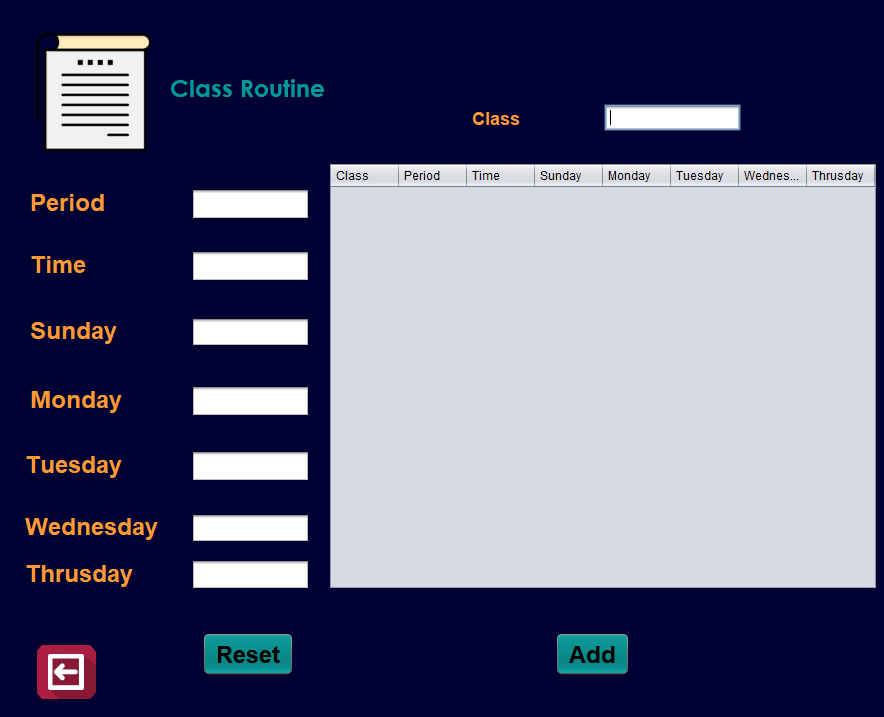 Class Routine
Class
Class Period Time Sunday Monday Tuesday Wednes... Thrusday
Period
Time
Sunday
Monday
Tuesday
Wednesday
Thrusday
Reset Add